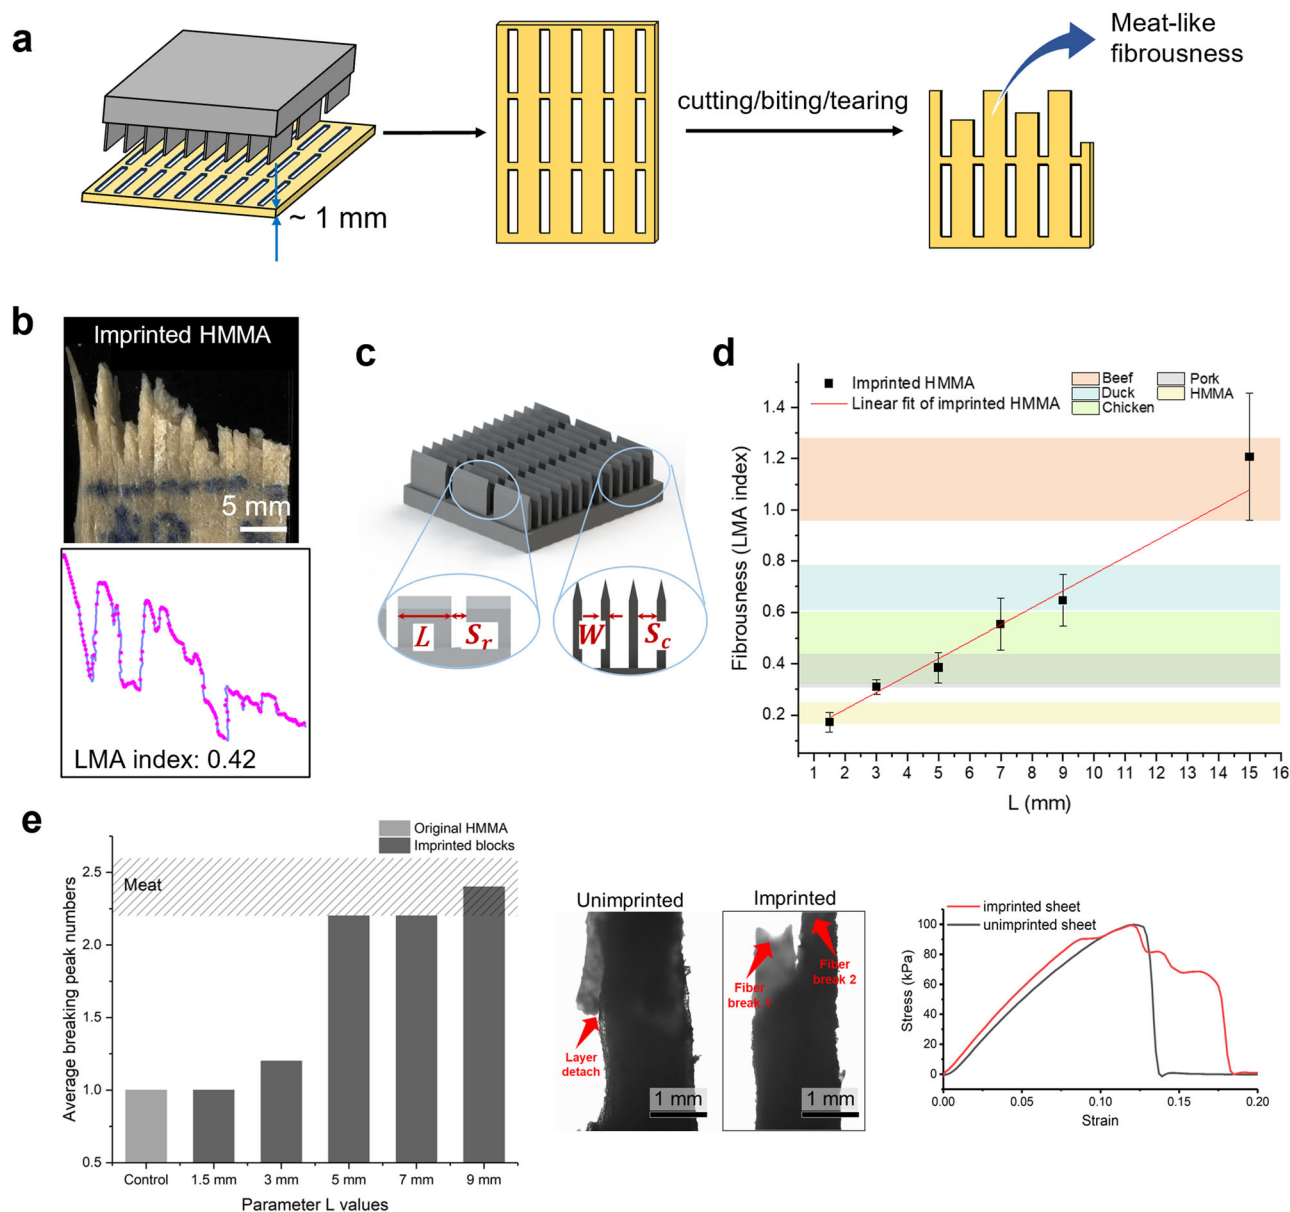 a
Meat-like
fibrousness
cutting/biting/tearing
~ 1 mm
b
Imprinted HMMA
5 mm
LMA index: 0.42
c
L
Sr
W
Sc
d
Imprinted HMMA
Linear fit of imprinted HMMA
Beef
Duck
Chicken
Pork
HMMA
Fibrousness (LMA index)
1.4
1.2
1.0
0.8
0.6
0.4
0.2
1 2 3 4 5 6 7 8 9 10 11 12 13 14 15 16
L (mm)
e
Original HMMA
Imprinted blocks
Meat
Average breaking peak numbers
2.5
2.0
1.5
1.0
0.5
Control 1.5 mm 3 mm 5 mm 7 mm 9 mm
Parameter L values
Unimprinted
Layer
detach
1 mm
Imprinted
Fiber
break 1
Fiber
break 2
1 mm
imprinted sheet
unimprinted sheet
Stress (kPa)
100
80
60
40
20
0
0.00 0.05 0.10 0.15 0.20
Strain